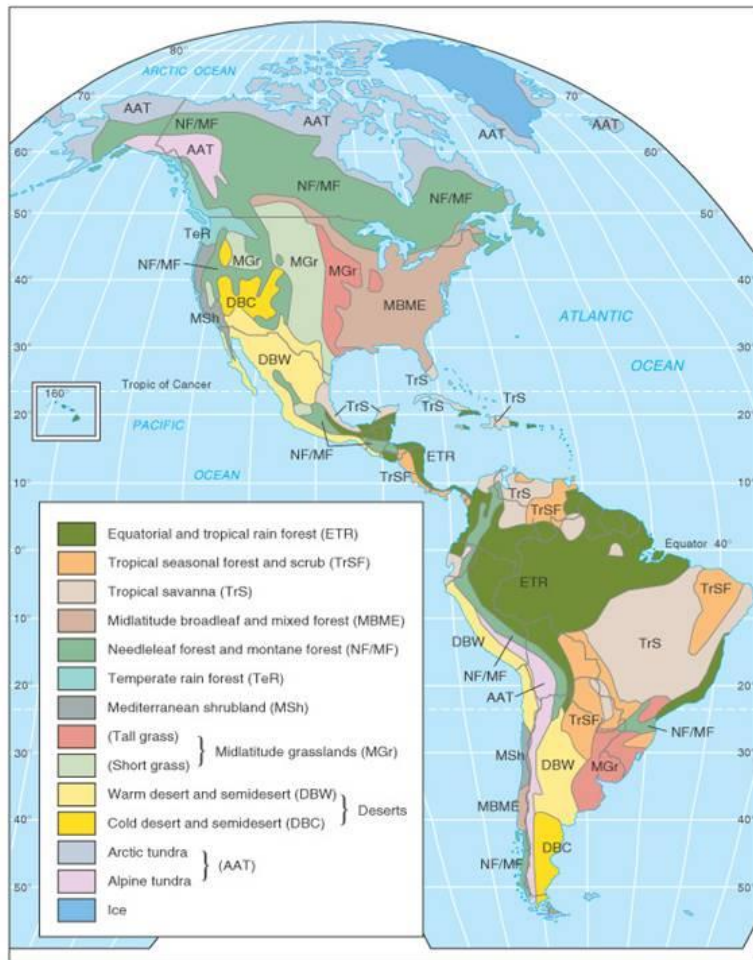 80°
ARCTIC OCEAN
70°
70°
AAT
AAT
AAT
AAT
NF/MF
AAT
60°
60°
NF/MF
NF/MF
50°
50°
TeR
NF/MF
MGr
MGr
MGr
40°
40°
DBC
MBME
MSh
ATLANTIC
OCEAN
30°
30°
DBW
TrS
Tropic of Cancer
160°
TrS
TrS
TrS
20°
20°
PACIFIC
OCEAN
NF/MF
ETR
TrSF
10°
10°
TrS
TrSF
Equatorial and tropical rain forest (ETR)
Tropical seasonal forest and scrub (TrSF)
Tropical savanna (TrS)
Midlatitude broadleaf and mixed forest (MBME)
Needleleaf forest and montane forest (NF/MF)
Temperate rain forest (TeR)
Mediterranean shrubland (MSh)
(Tall grass)
Midlatitude grasslands (MGr)
(Short grass)
Warm desert and semidesert (DBW)
Deserts
Cold desert and semidesert (DBC)
Arctic tundra
(AAT)
Alpine tundra
Ice
0°
Equator 40°
ETR
TrSF
10°
10°
DBW
TrS
NF/MF
AAT
20°
20°
TrSF
NF/MF
30°
30°
MSh
DBW
MGr
MBME
40°
40°
DBC
NF/MF
50°
50°